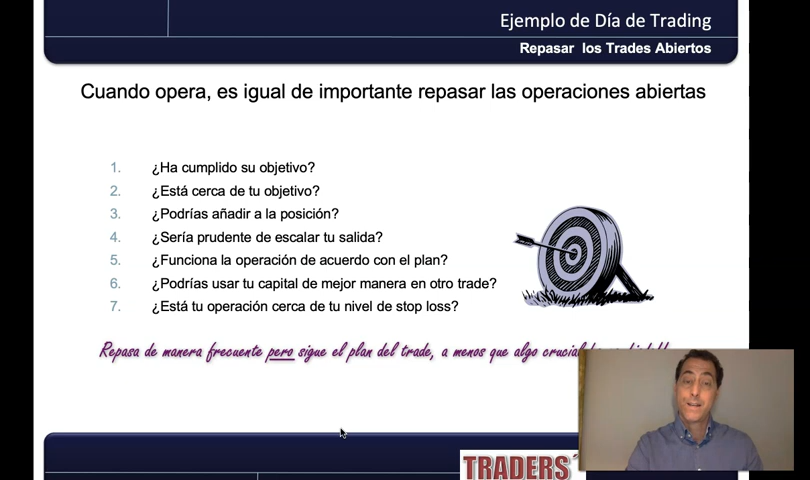 Ejemplo de Día de Trading
Repasar los Trades Abiertos
Cuando opera, es igual de importante repasar las operaciones abiertas
1. ¿Ha cumplido su objetivo?
2. ¿Está cerca de tu objetivo?
3. ¿Podrías añadir a la posición?
4. ¿Sería prudente de escalar tu salida?
5. ¿Funciona la operación de acuerdo con el plan?
6. ¿Podrías usar tu capital de mejor manera en otro trade?
7. ¿Está tu operación cerca de tu nivel de stop loss?
Repasa de manera frecuente pero sigue el plan del trade, a menos que algo crucial
TRADERS